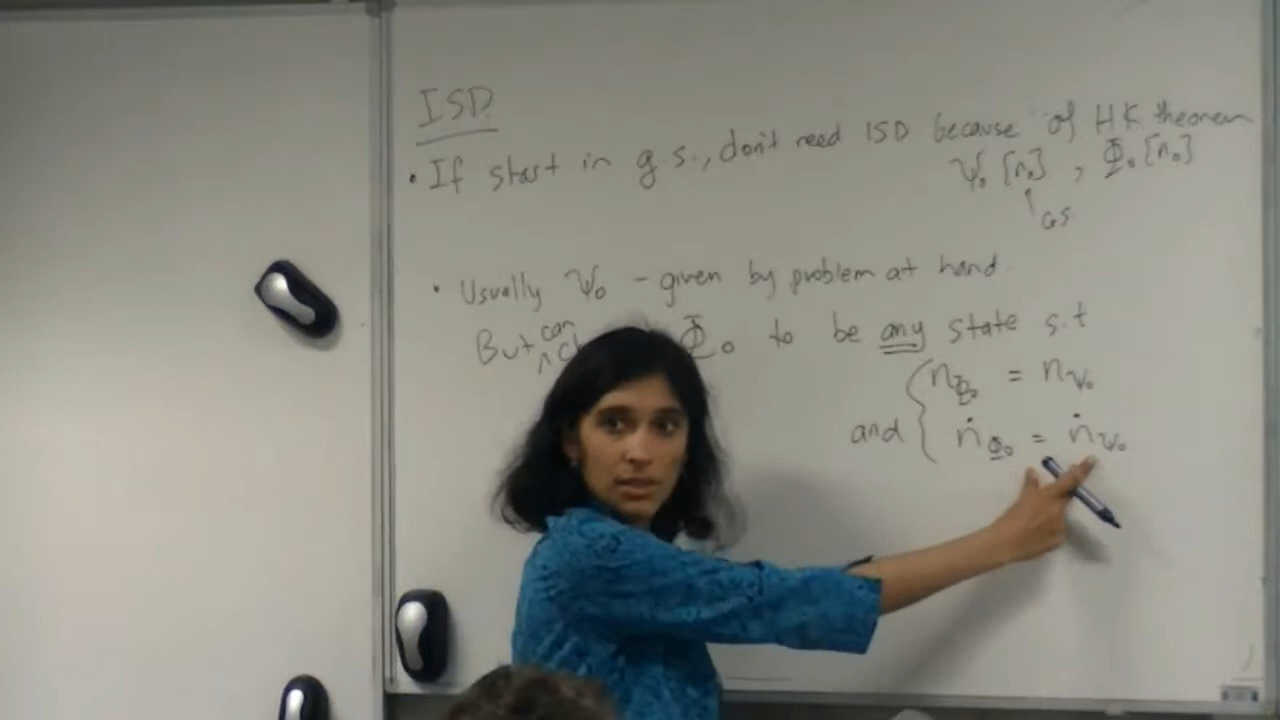 ISD
• If start in g.s., don't need ISD because of HK theorem
Ψ₀[n₀], Φ₀[n₀]
↑
GS
• Usually Ψ₀ - given by problem at hand.
But can Φ₀ to be any state s.t
n_Φ₀ = n_Ψ₀
and { ṅ_Φ₀ = ṅ_Ψ₀